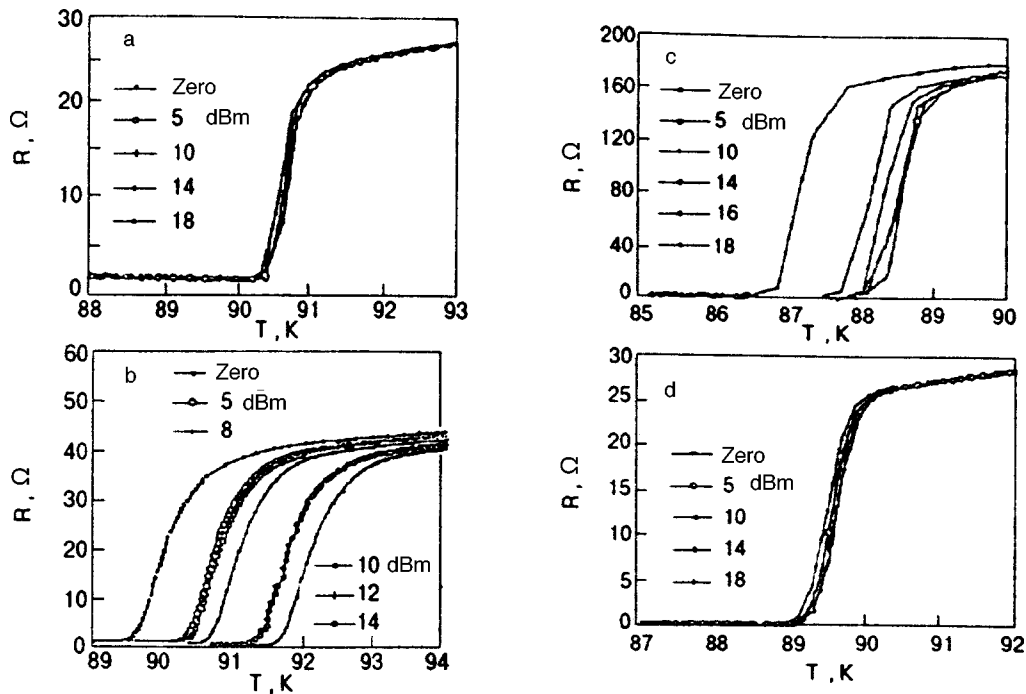 a
30
20
10
0
R, Ω
Zero
5 dBm
10
14
18
88 89 90 91 92 93
T, K
c
200
160
120
80
40
0
R, Ω
Zero
5 dBm
10
14
16
18
85 86 87 88 89 90
T, K
b
60
50
40
30
20
10
0
R, Ω
Zero
5 dBm
8
10 dBm
12
14
89 90 91 92 93 94
T, K
d
30
25
20
15
10
5
0
R, Ω
Zero
5 dBm
10
14
18
87 88 89 90 91 92
T, K